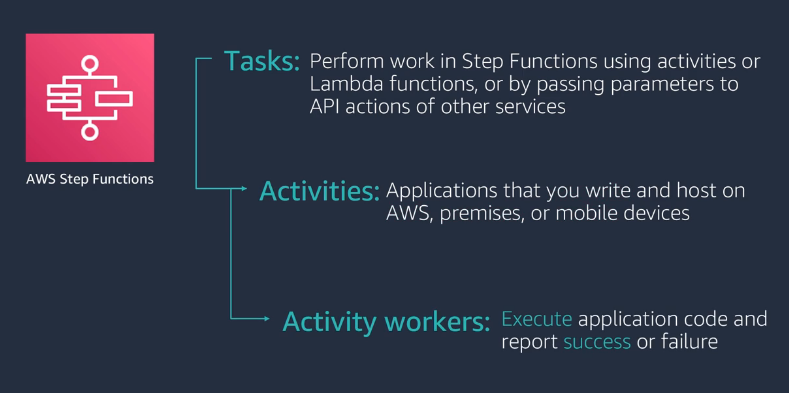 AWS Step Functions
Tasks: Perform work in Step Functions using activities or
Lambda functions, or by passing parameters to
API actions of other services
Activities: Applications that you write and host on
AWS, premises, or mobile devices
Activity workers: Execute application code and
report success or failure